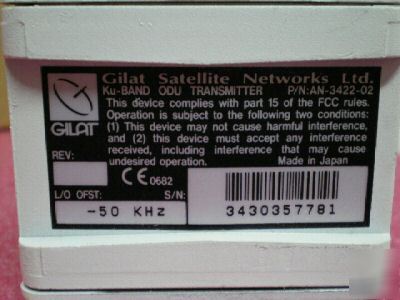 Gilat Satellite Networks Ltd.
Ku-BAND ODU TRANSMITTER P/N:AN-3422-02
This device complies with part 15 of the FCC rules.
Operation is subject to the following two conditions:
(1) This device may not cause harmful interference,
and (2) this device must accept any interference
received, including interference that may cause
undesired operation. Made in Japan
GILAT
REV:
CE 0682
L/O OFST: S/N:
-50 KHz 3430357781